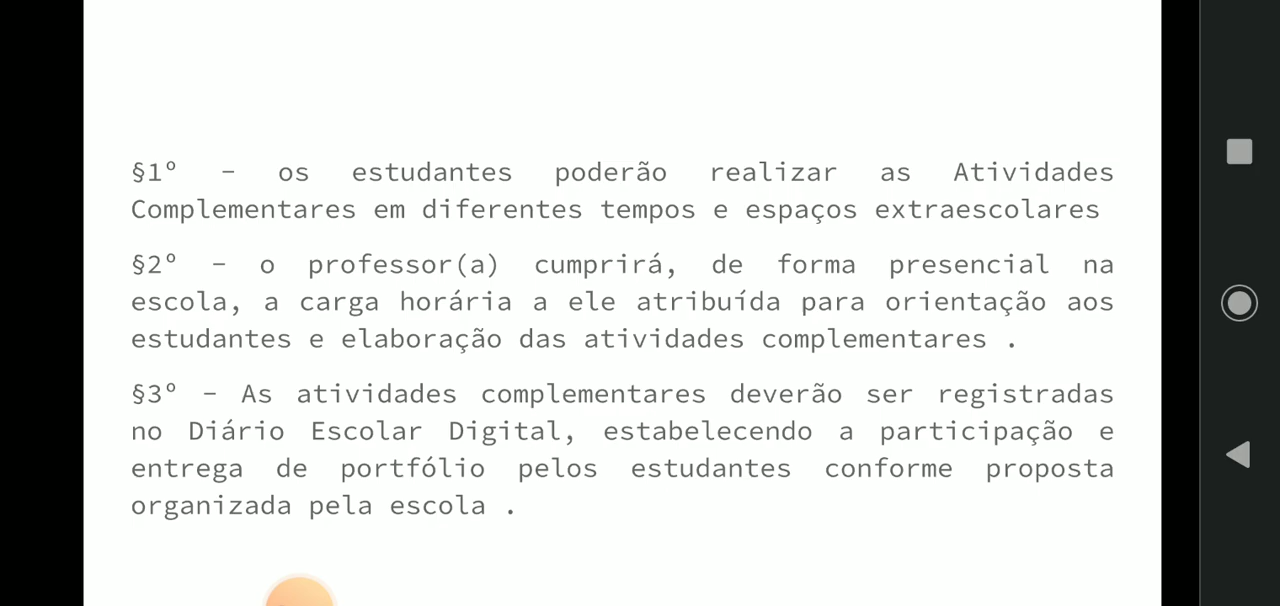 §1º - os estudantes poderão realizar as Atividades
Complementares em diferentes tempos e espaços extraescolares
§2º - o professor(a) cumprirá, de forma presencial na
escola, a carga horária a ele atribuída para orientação aos
estudantes e elaboração das atividades complementares .
§3º - As atividades complementares deverão ser registradas
no Diário Escolar Digital, estabelecendo a participação e
entrega de portfólio pelos estudantes conforme proposta
organizada pela escola .